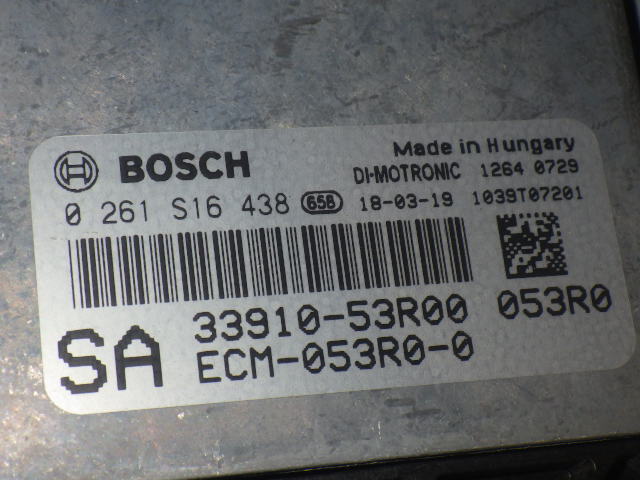 BOSCH Made in Hungary
DI-MOTRONIC 1264 0729
0 261 S16 438 658 18-03-19 1039T07201
33910-53R00 053R0
SA ECM-053R0-0